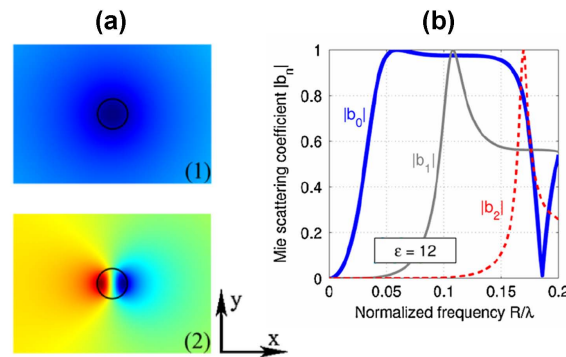 (a)
(1)
(2)
y
x
(b)
Mie scattering coefficient |bₙ|
1
0.8
0.6
0.4
0.2
0
|b₀|
|b₁|
|b₂|
ε = 12
0 0.05 0.1 0.15 0.2
Normalized frequency R/λ